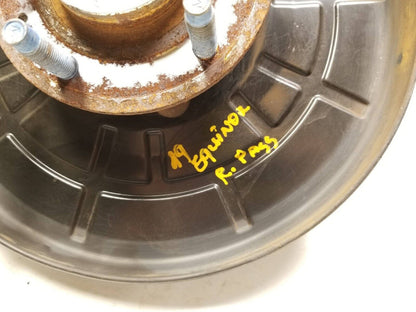 19 EQUINOX
R. PASS